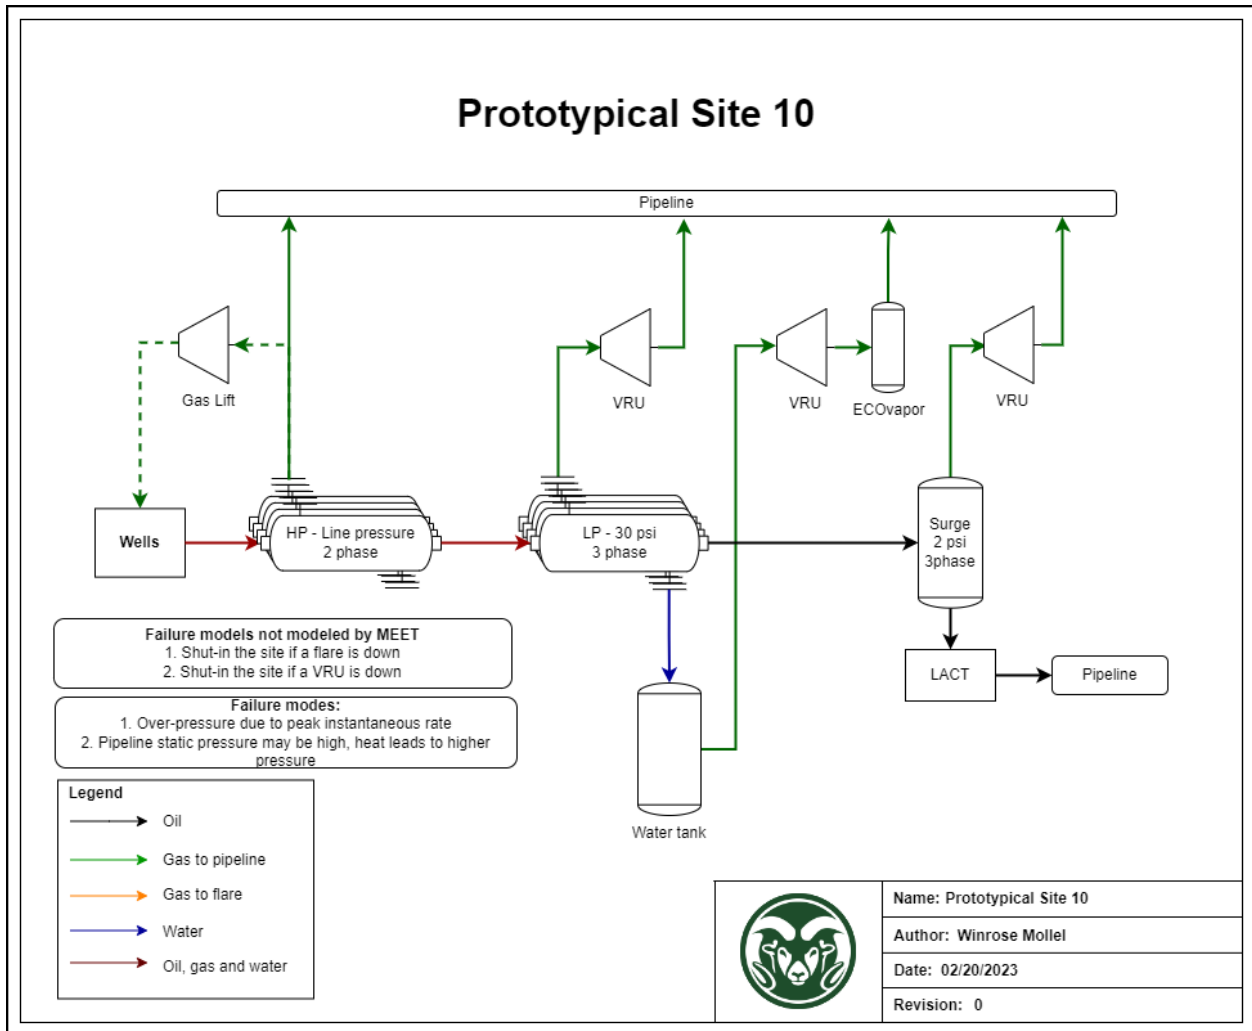 Prototypical Site 10
Pipeline
Gas Lift
VRU
VRU
ECOvapor
VRU
Wells
HP - Line pressure
2 phase
LP - 30 psi
3 phase
Surge
2 psi
3phase
LACT
Pipeline
Water tank
Failure models not modeled by MEET
1. Shut-in the site if a flare is down
2. Shut-in the site if a VRU is down
Failure modes:
1. Over-pressure due to peak instantaneous rate
2. Pipeline static pressure may be high, heat leads to higher
pressure
Legend
Oil
Gas to pipeline
Gas to flare
Water
Oil, gas and water
Name: Prototypical Site 10
Author: Winrose Mollel
Date: 02/20/2023
Revision: 0